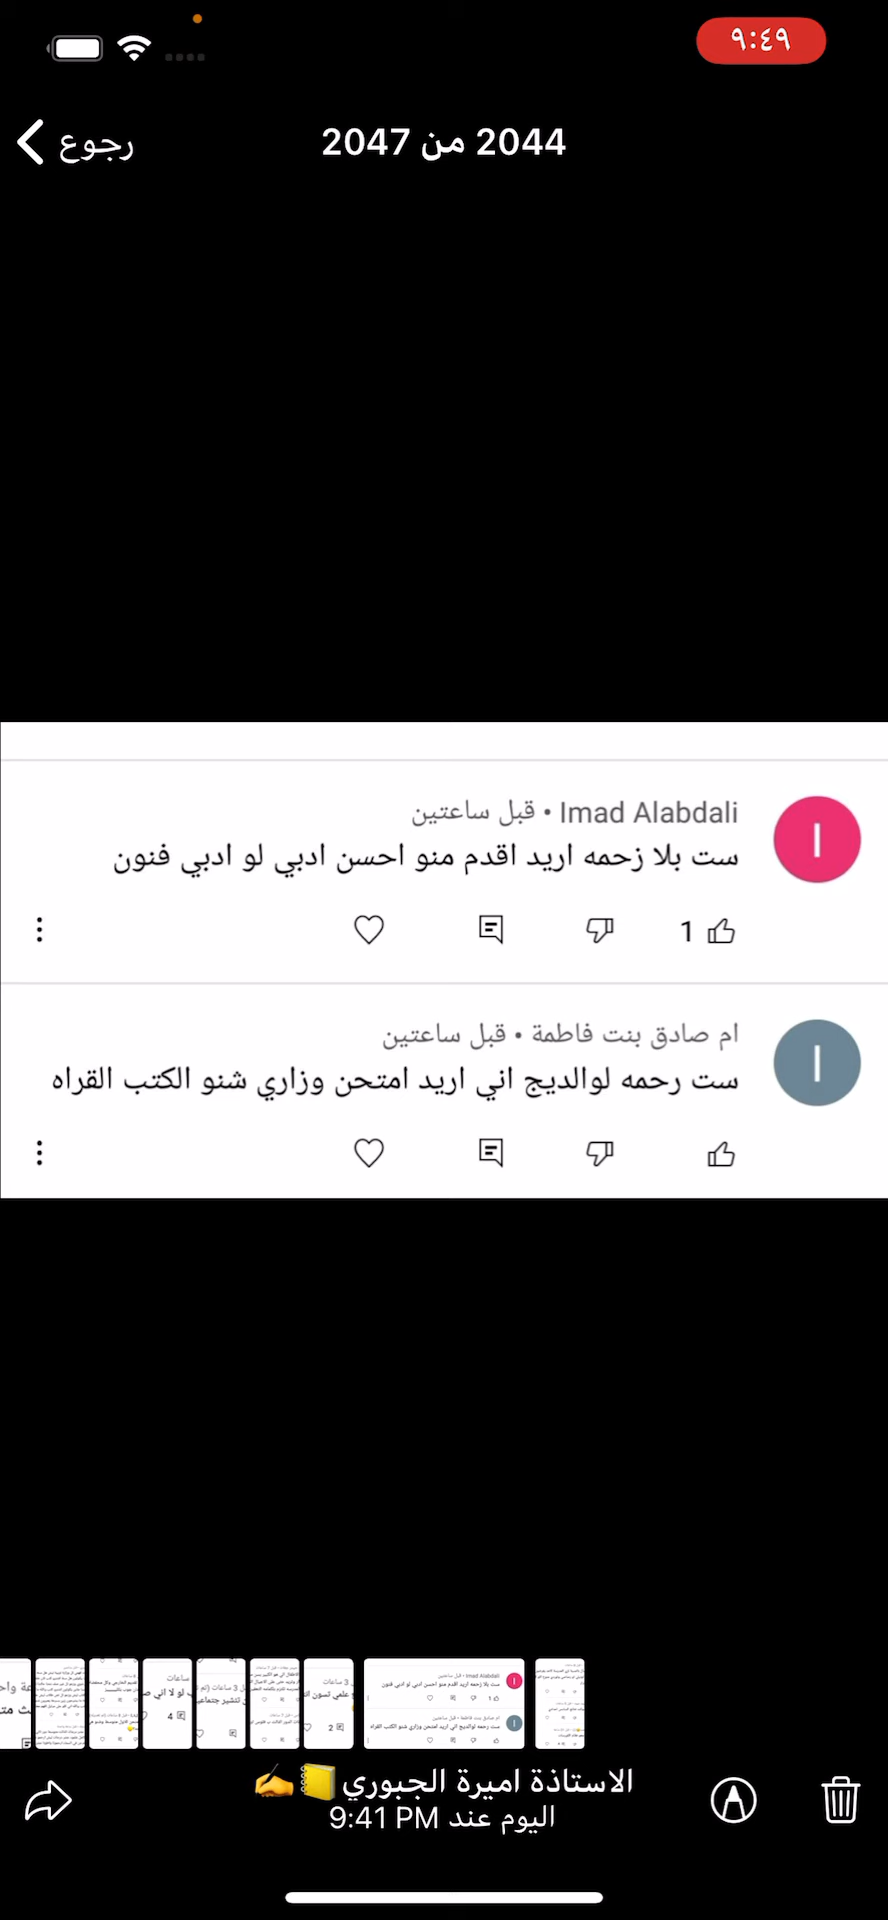 ٩:٤٩
رجوع
2044 من 2047
Imad Alabdali • قبل ساعتين
ست بلا زحمه اريد اقدم منو احسن ادبي لو ادبي فنون
1
ام صادق بنت فاطمة • قبل ساعتين
ست رحمه لوالديج اني اريد امتحن وزاري شنو الكتب القراه
الاستاذة اميرة الجبوري📒✍️
اليوم عند 9:41 PM